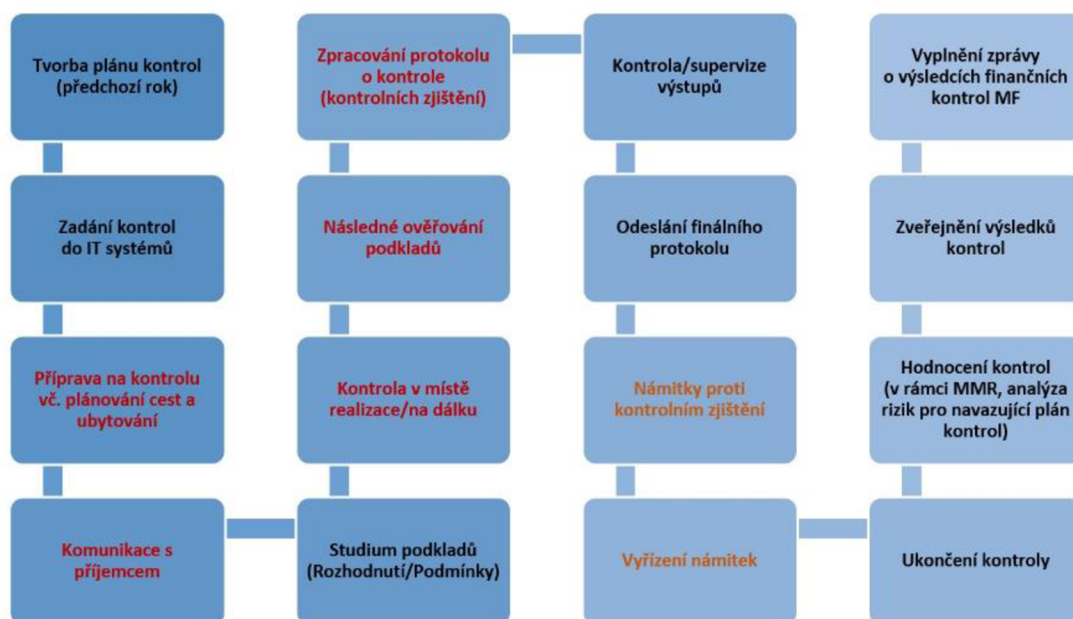 Tvorba plánu kontrol
(předchozí rok)
Zadání kontrol
do IT systémů
Příprava na kontrolu
vč. plánování cest a
ubytování
Komunikace s
příjemcem
Studium podkladů
(Rozhodnutí/Podmínky)
Kontrola v místě
realizace/na dálku
Následné ověřování
podkladů
Zpracování protokolu
o kontrole
(kontrolních zjištění)
Kontrola/supervize
výstupů
Odeslání finálního
protokolu
Námitky proti
kontrolním zjištění
Vyřízení námitek
Ukončení kontroly
Hodnocení kontrol
(v rámci MMR, analýza
rizik pro navazující plán
kontrol)
Zveřejnění výsledků
kontrol
Vyplnění zprávy
o výsledcích finančních
kontrol MF